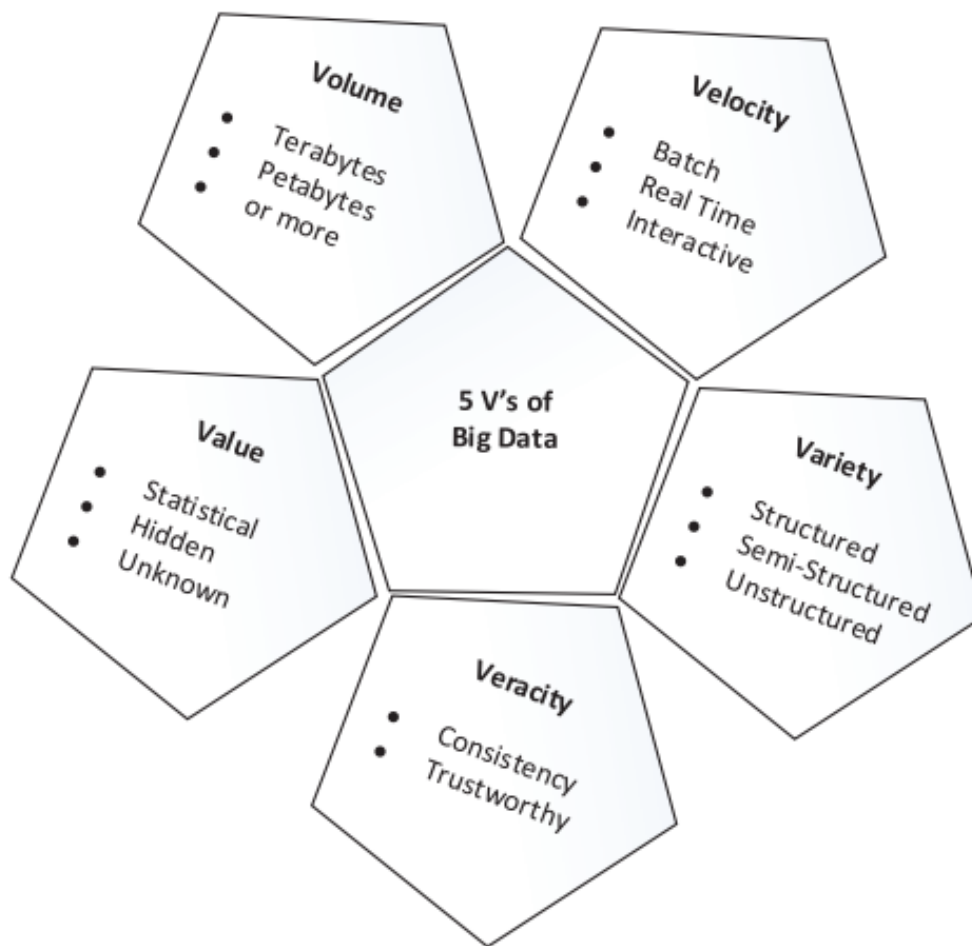 Volume
• Terabytes
• Petabytes
• or more
Velocity
• Batch
• Real Time
• Interactive
5 V’s of
Big Data
Value
• Statistical
• Hidden
• Unknown
Variety
• Structured
• Semi-Structured
• Unstructured
Veracity
• Consistency
• Trustworthy